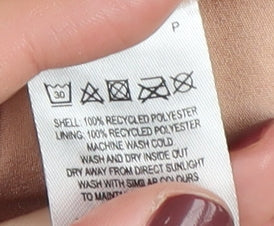 P
30
SHELL: 100% RECYCLED POLYESTER
LINING: 100% RECYCLED POLYESTER
MACHINE WASH COLD
WASH AND DRY INSIDE OUT
DRY AWAY FROM DIRECT SUNLIGHT
WASH WITH SIMILAR COLOURS
TO